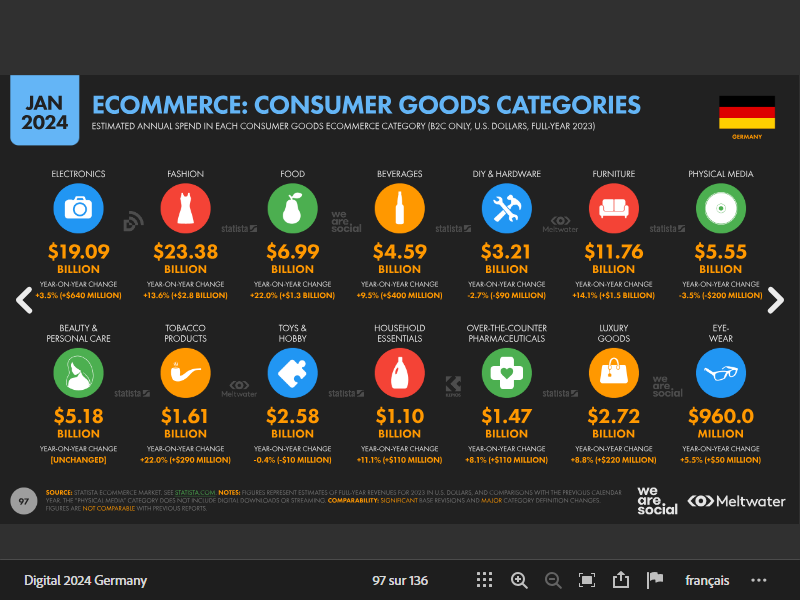 JAN
2024
ECOMMERCE: CONSUMER GOODS CATEGORIES
ESTIMATED ANNUAL SPEND IN EACH CONSUMER GOODS ECOMMERCE CATEGORY (B2C ONLY, U.S. DOLLARS, FULL-YEAR 2023)
GERMANY
ELECTRONICS FASHION FOOD BEVERAGES DIY & HARDWARE FURNITURE PHYSICAL MEDIA
statista we are social statista Meltwater statista
$19.09 $23.38 $6.99 $4.59 $3.21 $11.76 $5.55
BILLION BILLION BILLION BILLION BILLION BILLION BILLION
YEAR-ON-YEAR CHANGE YEAR-ON-YEAR CHANGE YEAR-ON-YEAR CHANGE YEAR-ON-YEAR CHANGE YEAR-ON-YEAR CHANGE YEAR-ON-YEAR CHANGE YEAR-ON-YEAR CHANGE
+3.5% (+$640 MILLION) +13.6% (+$2.8 BILLION) +22.0% (+$1.3 BILLION) +9.5% (+$400 MILLION) -2.7% (-$90 MILLION) +14.1% (+$1.5 BILLION) -3.5% (-$200 MILLION)
BEAUTY & TOBACCO TOYS & HOUSEHOLD OVER-THE-COUNTER LUXURY EYE-
PERSONAL CARE PRODUCTS HOBBY ESSENTIALS PHARMACEUTICALS GOODS WEAR
statista Meltwater statista KEPIOS statista we are social
$5.18 $1.61 $2.58 $1.10 $1.47 $2.72 $960.0
BILLION BILLION BILLION BILLION BILLION BILLION MILLION
YEAR-ON-YEAR CHANGE YEAR-ON-YEAR CHANGE YEAR-ON-YEAR CHANGE YEAR-ON-YEAR CHANGE YEAR-ON-YEAR CHANGE YEAR-ON-YEAR CHANGE YEAR-ON-YEAR CHANGE
[UNCHANGED] +22.0% (+$290 MILLION) -0.4% (-$10 MILLION) +11.1% (+$110 MILLION) +8.1% (+$110 MILLION) +8.8% (+$220 MILLION) +5.5% (+$50 MILLION)
97
SOURCE: STATISTA ECOMMERCE MARKET. SEE STATISTA.COM. NOTES: FIGURES REPRESENT ESTIMATES OF FULL-YEAR REVENUES FOR 2023 IN U.S. DOLLARS, AND COMPARISONS WITH THE PREVIOUS CALENDAR
YEAR. THE "PHYSICAL MEDIA" CATEGORY DOES NOT INCLUDE DIGITAL DOWNLOADS OR STREAMING. COMPARABILITY: SIGNIFICANT BASE REVISIONS AND MAJOR CATEGORY DEFINITION CHANGES.
FIGURES ARE NOT COMPARABLE WITH PREVIOUS REPORTS.
we
are.
social
Meltwater
Digital 2024 Germany 97 sur 136 français